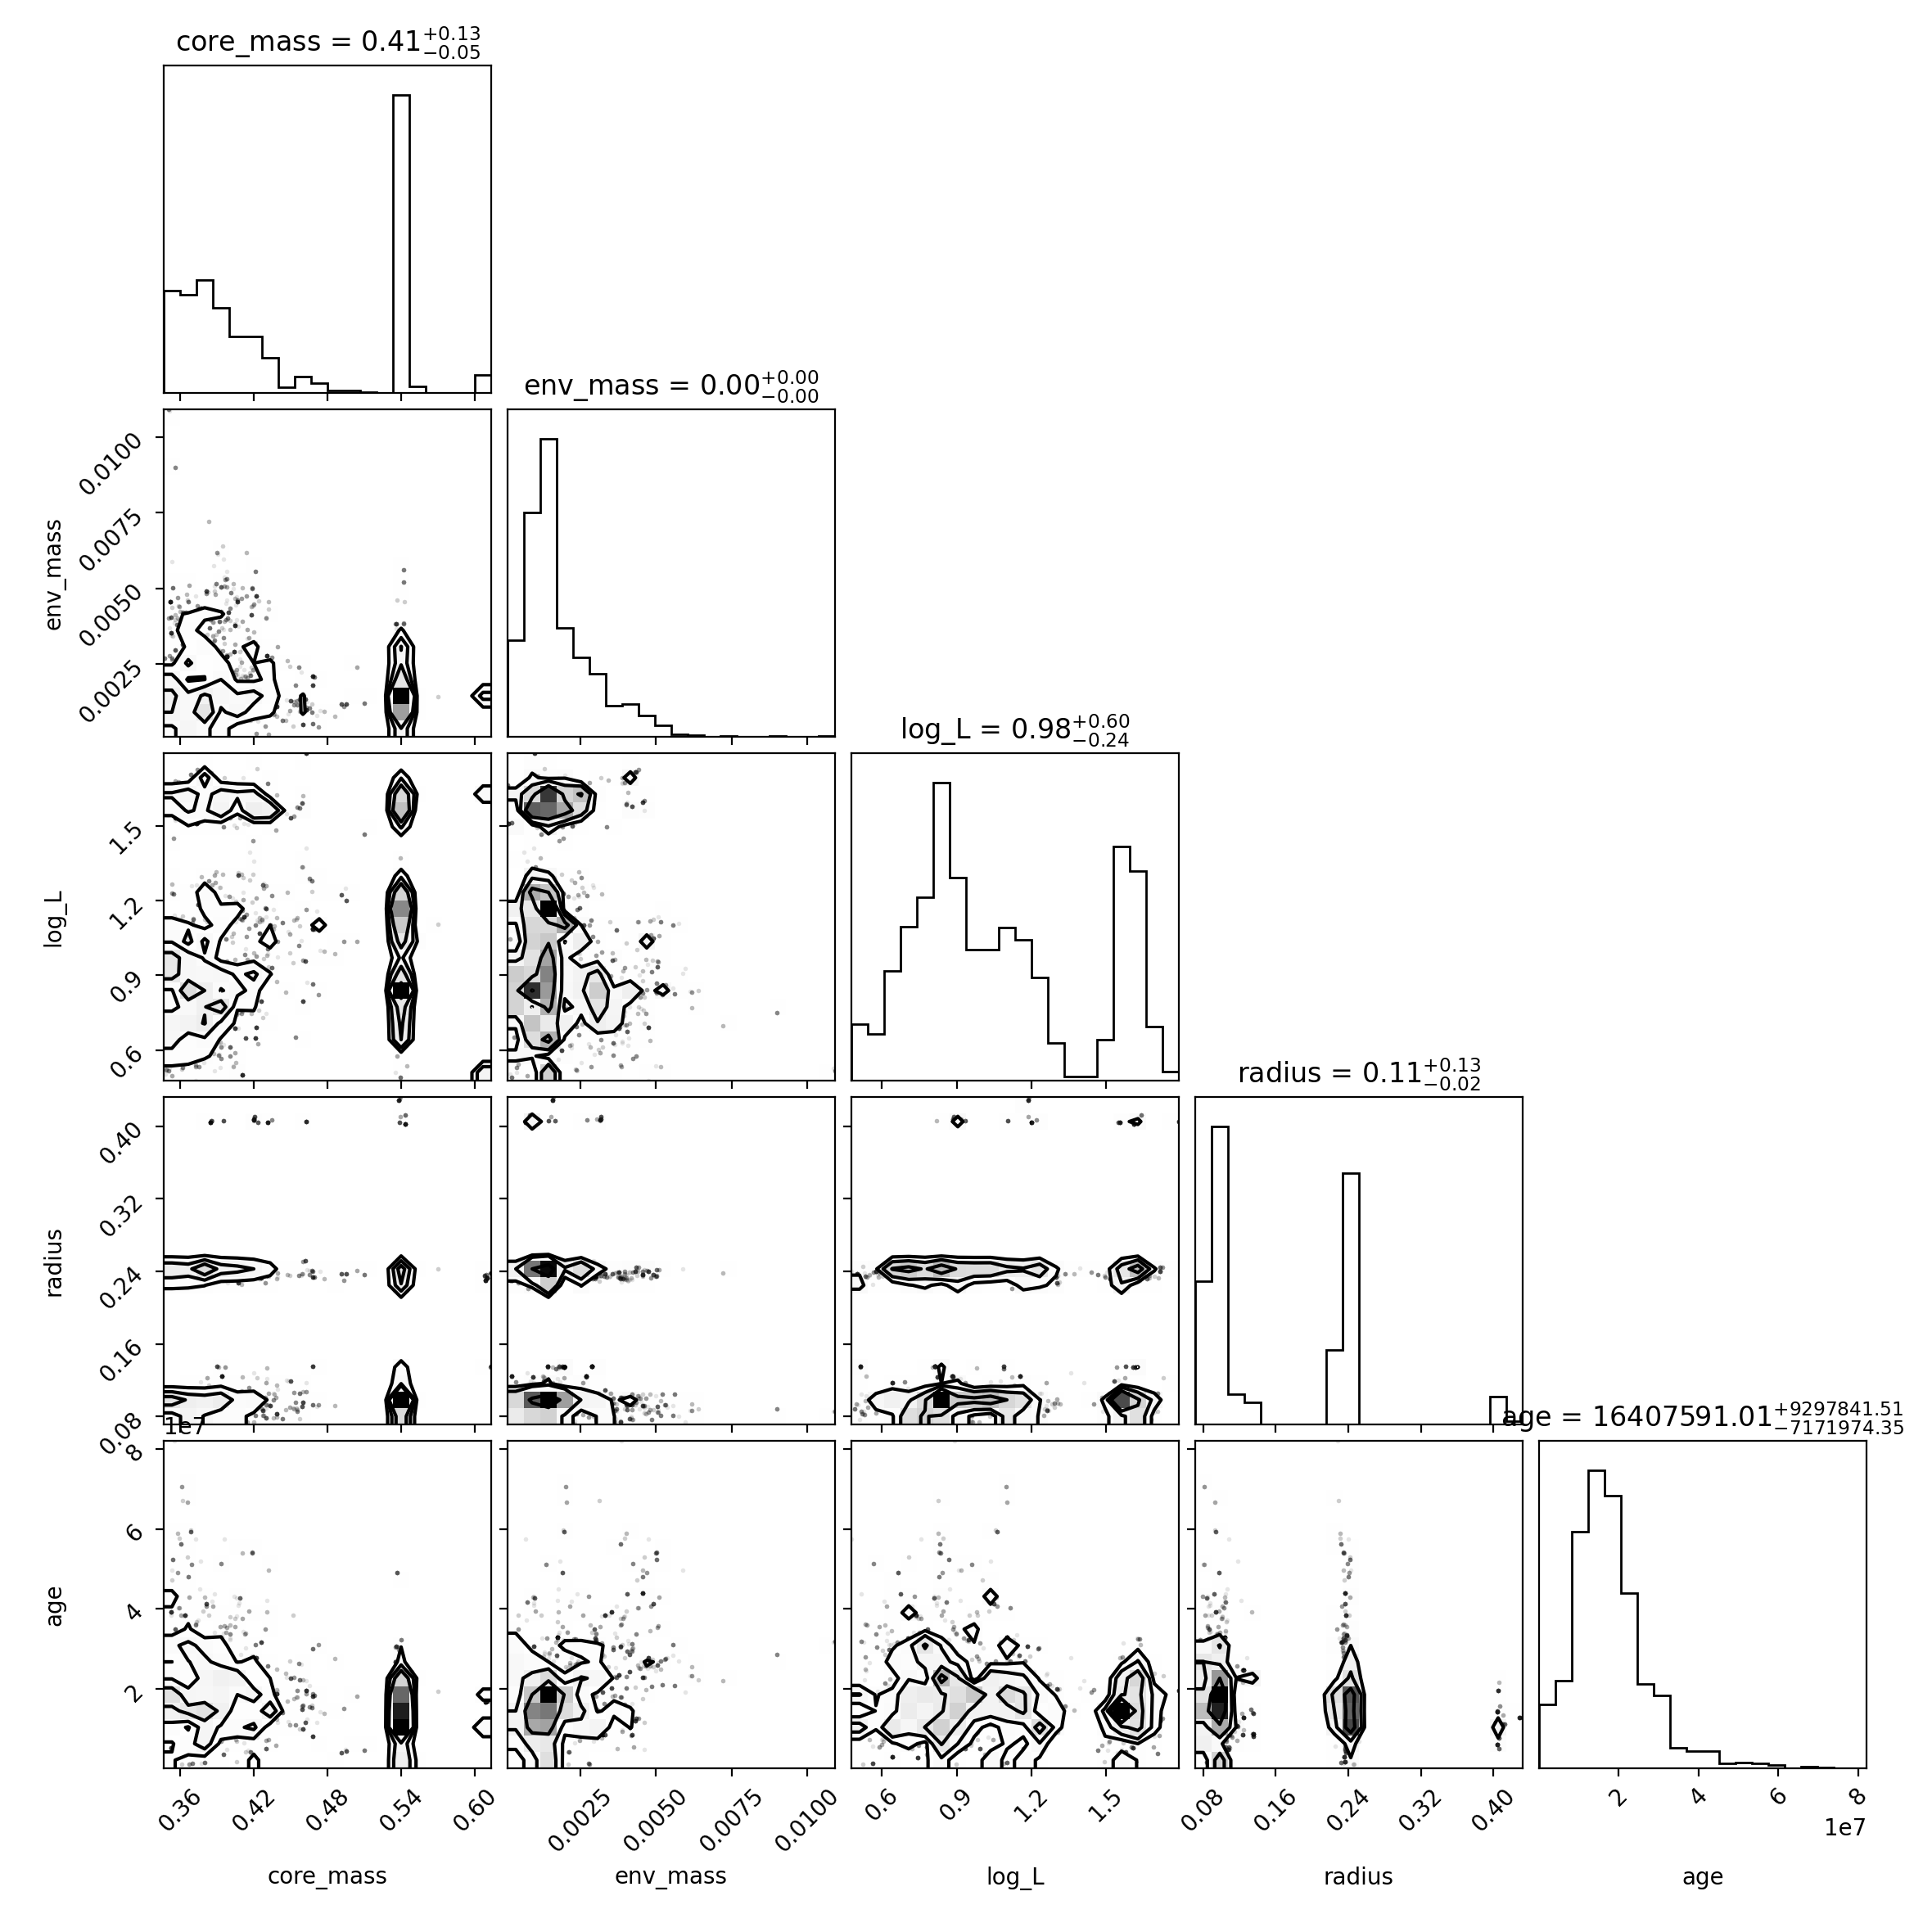 core_mass = 0.41+0.13−0.05
env_mass = 0.00+0.00−0.00
0.0100
0.0075
0.0050
0.0025
env_mass
log_L = 0.98+0.60−0.24
1.5
1.2
0.9
0.6
log_L
radius = 0.11+0.13−0.02
0.40
0.32
0.24
0.16
0.08
radius
1e7
age = 16407591.01+9297841.51−7171974.35
8
6
4
2
age
0.36 0.42 0.48 0.54 0.60
0.0025 0.0050 0.0075 0.0100
0.6 0.9 1.2 1.5
0.08 0.16 0.24 0.32 0.40
2 4 6 8
1e7
core_mass
env_mass
log_L
radius
age